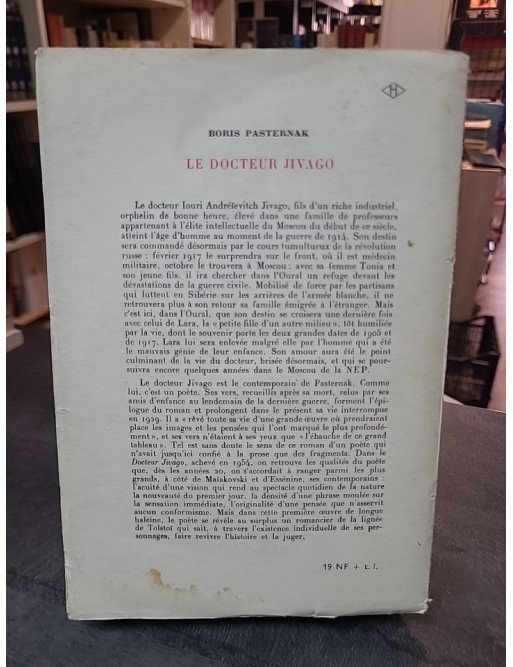 H
BORIS PASTERNAK
LE DOCTEUR JIVAGO
Le docteur Iouri Andréïevitch Jivago, fils d'un riche industriel,
orphelin de bonne heure, élevé dans une famille de professeurs
appartenant à l'élite intellectuelle du Moscou du début de ce siècle,
atteint l'âge d'homme au moment de la guerre de 1914. Son destin
sera commandé désormais par le cours tumultueux de la révolution
russe : février 1917 le surprendra sur le front, où il est médecin
militaire, octobre le trouvera à Moscou ; avec sa femme Tonia et
son jeune fils, il ira chercher dans l'Oural un refuge devant les
dévastations de la guerre civile. Mobilisé de force par les partisans
qui luttent en Sibérie sur les arrières de l'armée blanche, il ne
retrouvera plus à son retour sa famille émigrée à l'étranger. Mais
c'est ici, dans l'Oural, que son destin se croisera une dernière fois
avec celui de Lara, la « petite fille d'un autre milieu », tôt humiliée
par la vie, dont le souvenir porte les deux grandes dates de 1905 et
de 1917. Lara lui sera enlevée malgré elle par l'homme qui a été
le mauvais génie de leur enfance. Son amour aura été le point
culminant de la vie du docteur, brisée désormais, et qui se pour-
suivra encore quelques années dans le Moscou de la NEP.
Le docteur Jivago est le contemporain de Pasternak. Comme
lui, c'est un poète. Ses vers, recueillis après sa mort, relus par ses
amis d'enfance au lendemain de la dernière guerre, forment l'épi-
logue du roman et prolongent dans le présent sa vie interrompue
en 1929. Il a « rêvé toute sa vie d'une grande œuvre où prendraient
place les images et les pensées qui l'ont marqué le plus profondé-
ment », et ses vers n'étaient à ses yeux que « l'ébauche de ce grand
tableau ». Tel est sans doute le sens de ce roman d'un poète qui
n'avait jusqu'ici confié à la prose que des fragments. Dans le
Docteur Jivago, achevé en 1954, on retrouve les qualités du poète
que, dès les années 20, on s'accordait à ranger parmi les plus
grands, à côté de Maïakovski et d'Essénine, ses contemporains :
l'acuité d'une vision qui rend au spectacle quotidien de la nature
la nouveauté du premier jour, la densité d'une phrase moulée sur
la sensation immédiate, l'originalité d'une pensée que n'asservit
aucun conformisme. Mais dans cette première œuvre de longue
haleine, le poète se révèle au surplus un romancier de la lignée
de Tolstoï qui sait, à travers l'existence individuelle de ses per-
sonnages, faire revivre l'histoire et la juger.
19 NF + t. l.